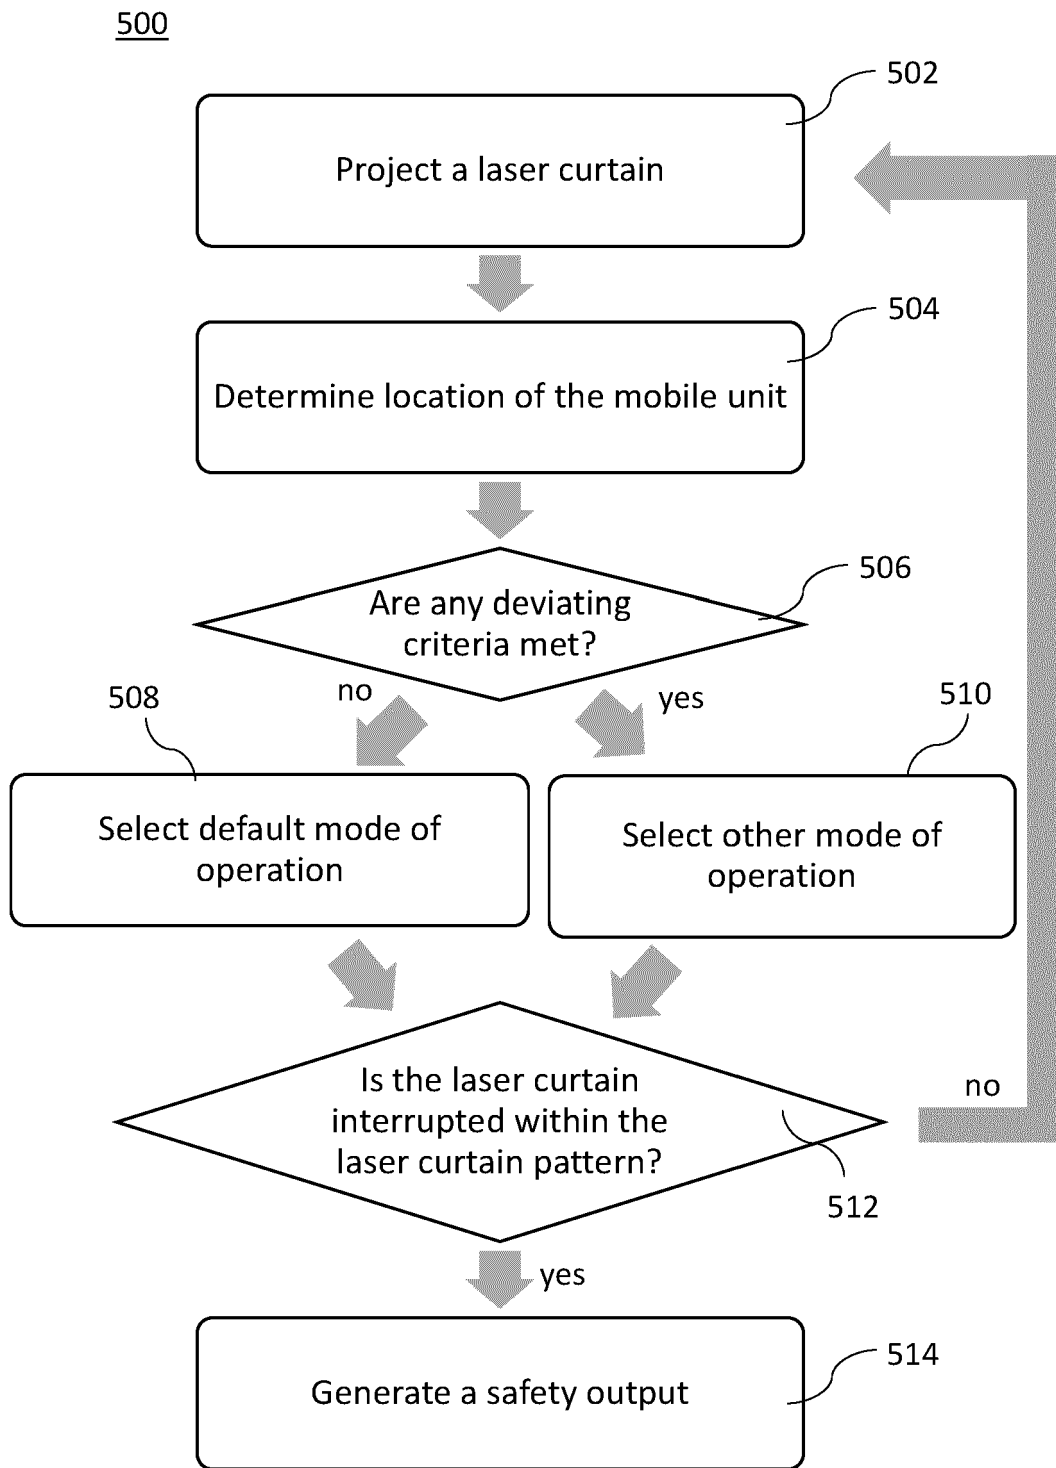 500
502
Project a laser curtain
504
Determine location of the mobile unit
506
Are any deviating
criteria met?
no
yes
508
510
Select default mode of
operation
Select other mode of
operation
Is the laser curtain
interrupted within the
laser curtain pattern?
no
512
yes
514
Generate a safety output